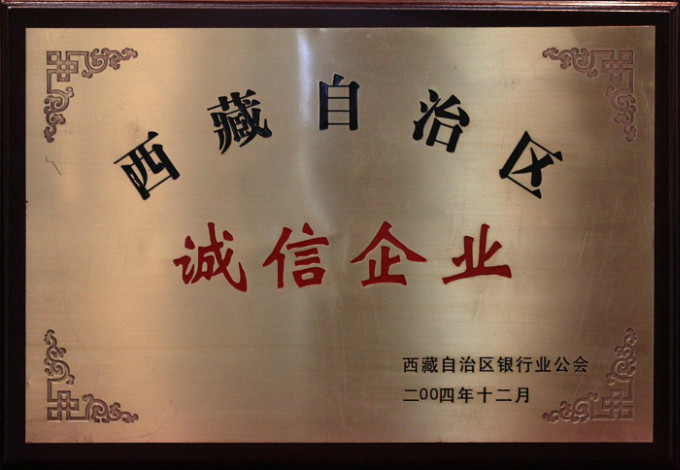 西藏自治区
诚信企业
西藏自治区银行业公会
二00四年十二月